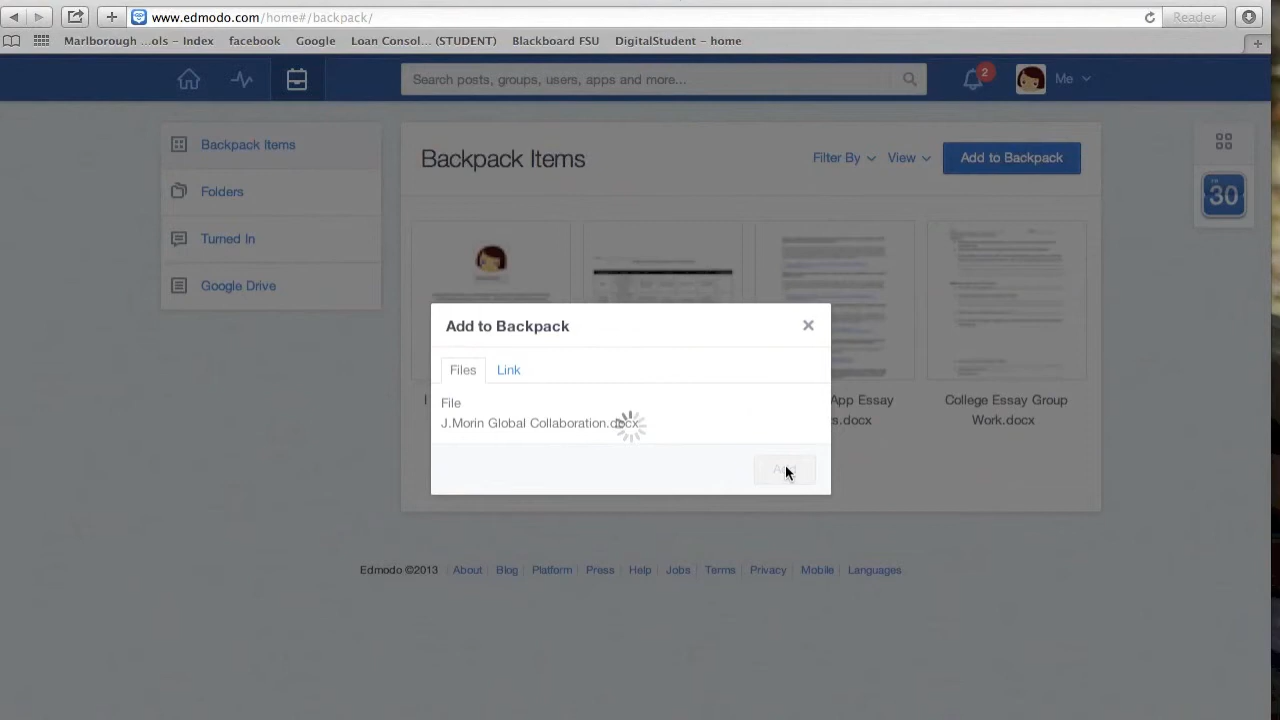 www.edmodo.com/home#/backpack/
Reader
Marlborough ...ols – Index facebook Google Loan Consol... (STUDENT) Blackboard FSU DigitalStudent – home
Search posts, groups, users, apps and more...
2
Me
Backpack Items
Folders
Turned In
Google Drive
Backpack Items
Filter By View Add to Backpack
30
Add to Backpack
Files Link
File
J.Morin Global Collaboration.docx
App Essay
s.docx
College Essay Group
Work.docx
Edmodo ©2013 About Blog Platform Press Help Jobs Terms Privacy Mobile Languages